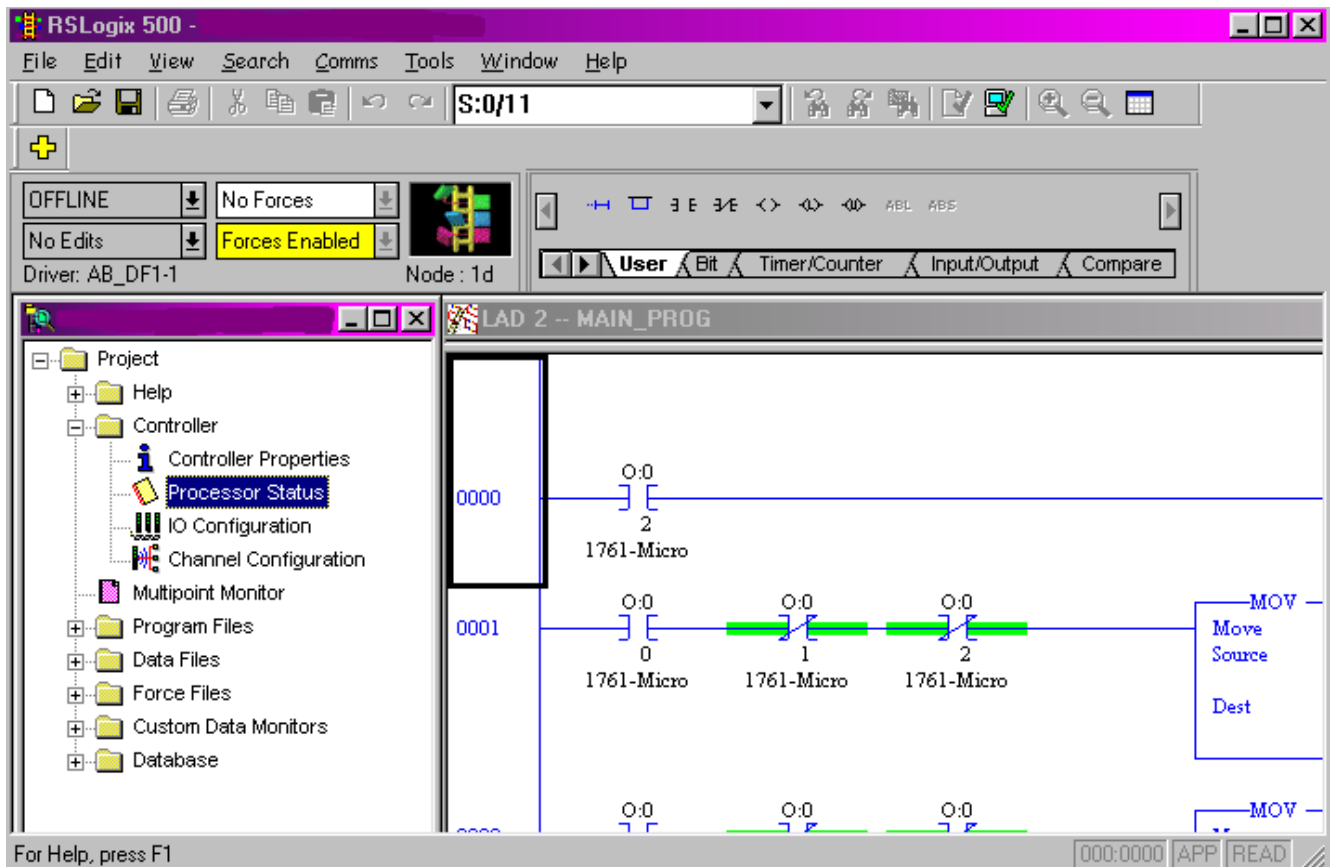 RSLogix 500 -
File Edit View Search Comms Tools Window Help
S:0/11
OFFLINE No Forces
No Edits Forces Enabled
Driver: AB_DF1-1 Node : 1d
ABL ABS
User Bit Timer/Counter Input/Output Compare
Project
Help
Controller
Controller Properties
Processor Status
IO Configuration
Channel Configuration
Multipoint Monitor
Program Files
Data Files
Force Files
Custom Data Monitors
Database
LAD 2 -- MAIN_PROG
O:0
0000
2
1761-Micro
O:0 O:0 O:0 MOV
0001 Move
0 1 2 Source
1761-Micro 1761-Micro 1761-Micro
Dest
O:0 O:0 O:0 MOV
For Help, press F1 000:0000 APP READ